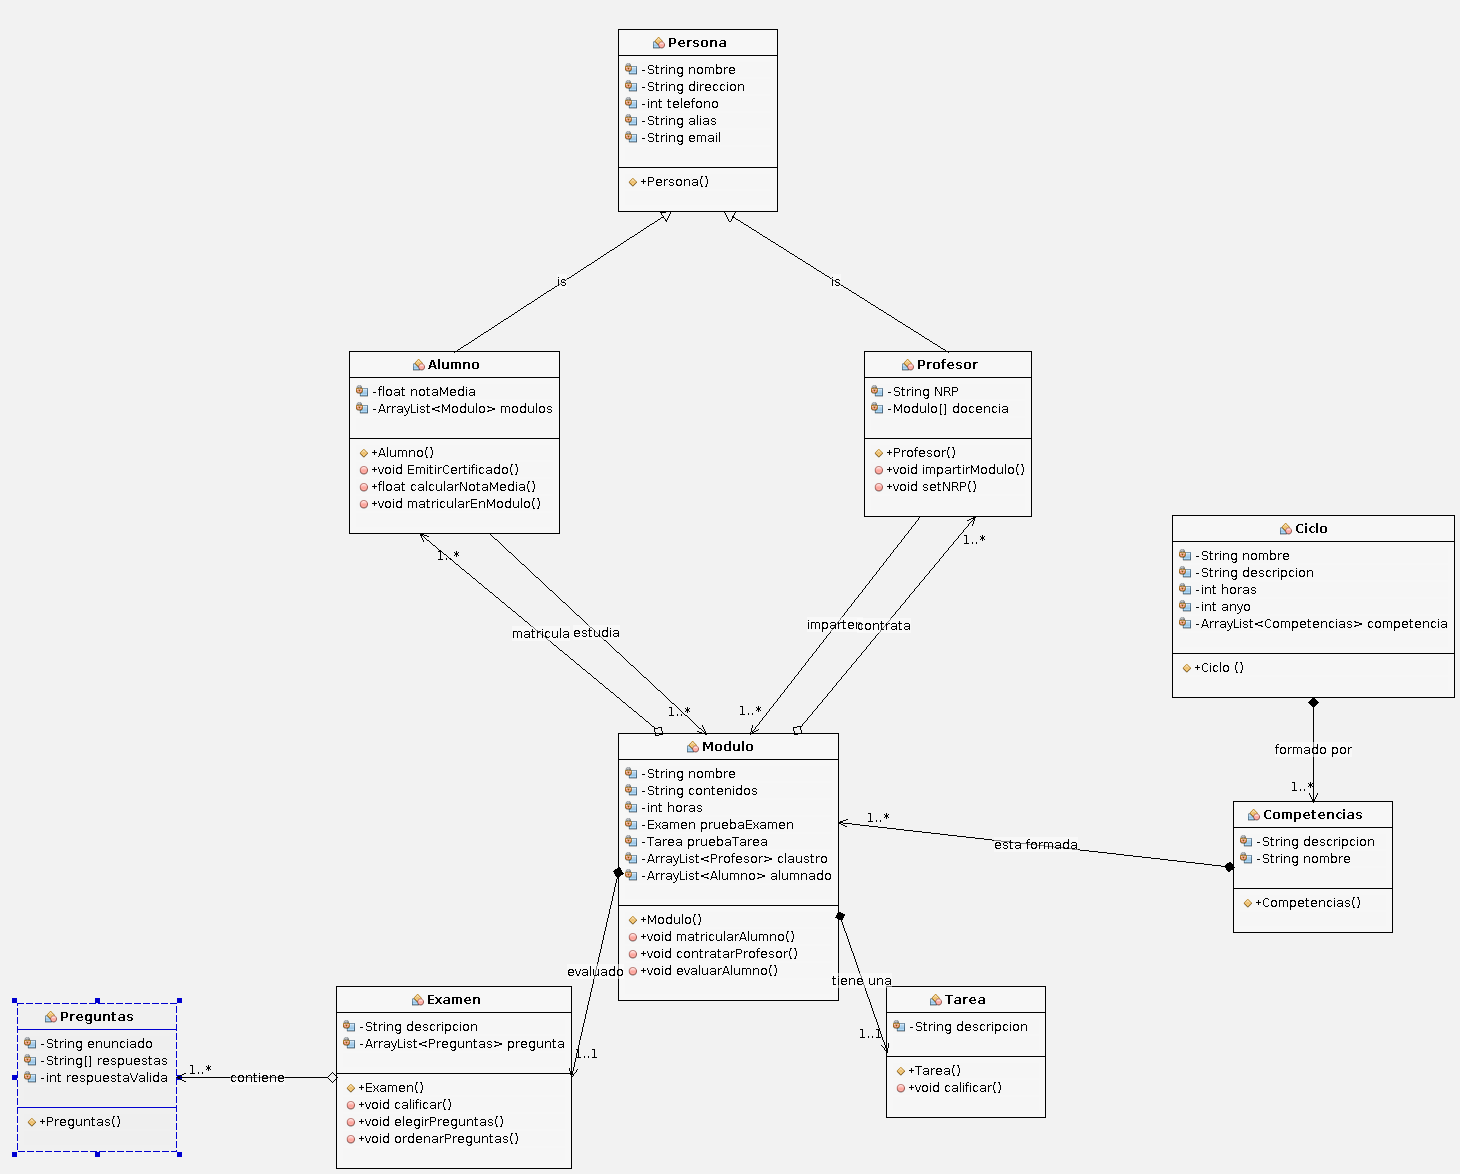 Persona
-String nombre
-String direccion
-int telefono
-String alias
-String email
+Persona()
is
is
Alumno
-float notaMedia
-ArrayList<Modulo> modulos
+Alumno()
+void EmitirCertificado()
+float calcularNotaMedia()
+void matricularEnModulo()
Profesor
-String NRP
-Modulo[] docencia
+Profesor()
+void impartirModulo()
+void setNRP()
1..*
1..*
matricula
estudia
imparten
contrata
1..*
1..*
Ciclo
-String nombre
-String descripcion
-int horas
-int anyo
-ArrayList<Competencias> competencia
+Ciclo ()
formado por
1..*
Modulo
-String nombre
-String contenidos
-int horas
-Examen pruebaExamen
-Tarea pruebaTarea
-ArrayList<Profesor> claustro
-ArrayList<Alumno> alumnado
+Modulo()
+void matricularAlumno()
+void contratarProfesor()
+void evaluarAlumno()
1..*
esta formada
Competencias
-String descripcion
-String nombre
+Competencias()
evaluado
1..1
tiene una
1..1
Preguntas
-String enunciado
-String[] respuestas
-int respuestaValida
+Preguntas()
1..*
contiene
Examen
-String descripcion
-ArrayList<Preguntas> pregunta
+Examen()
+void calificar()
+void elegirPreguntas()
+void ordenarPreguntas()
Tarea
-String descripcion
+Tarea()
+void calificar()